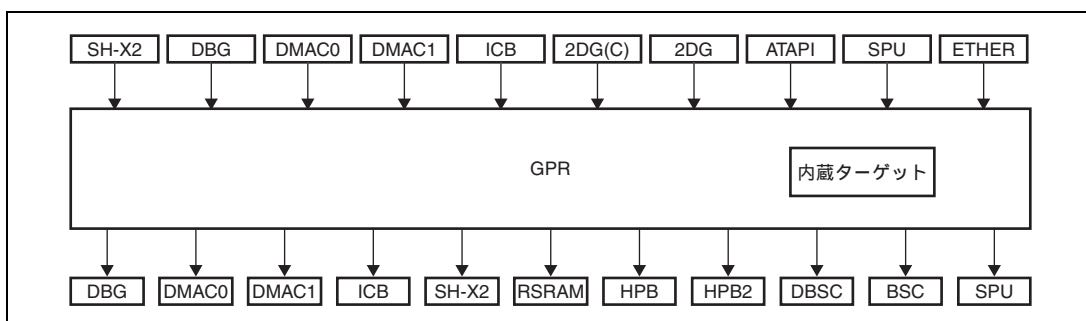 SH-X2 DBG DMAC0 DMAC1 ICB 2DG(C) 2DG ATAPI SPU ETHER
GPR
内蔵ターゲット
DBG DMAC0 DMAC1 ICB SH-X2 RSRAM HPB HPB2 DBSC BSC SPU